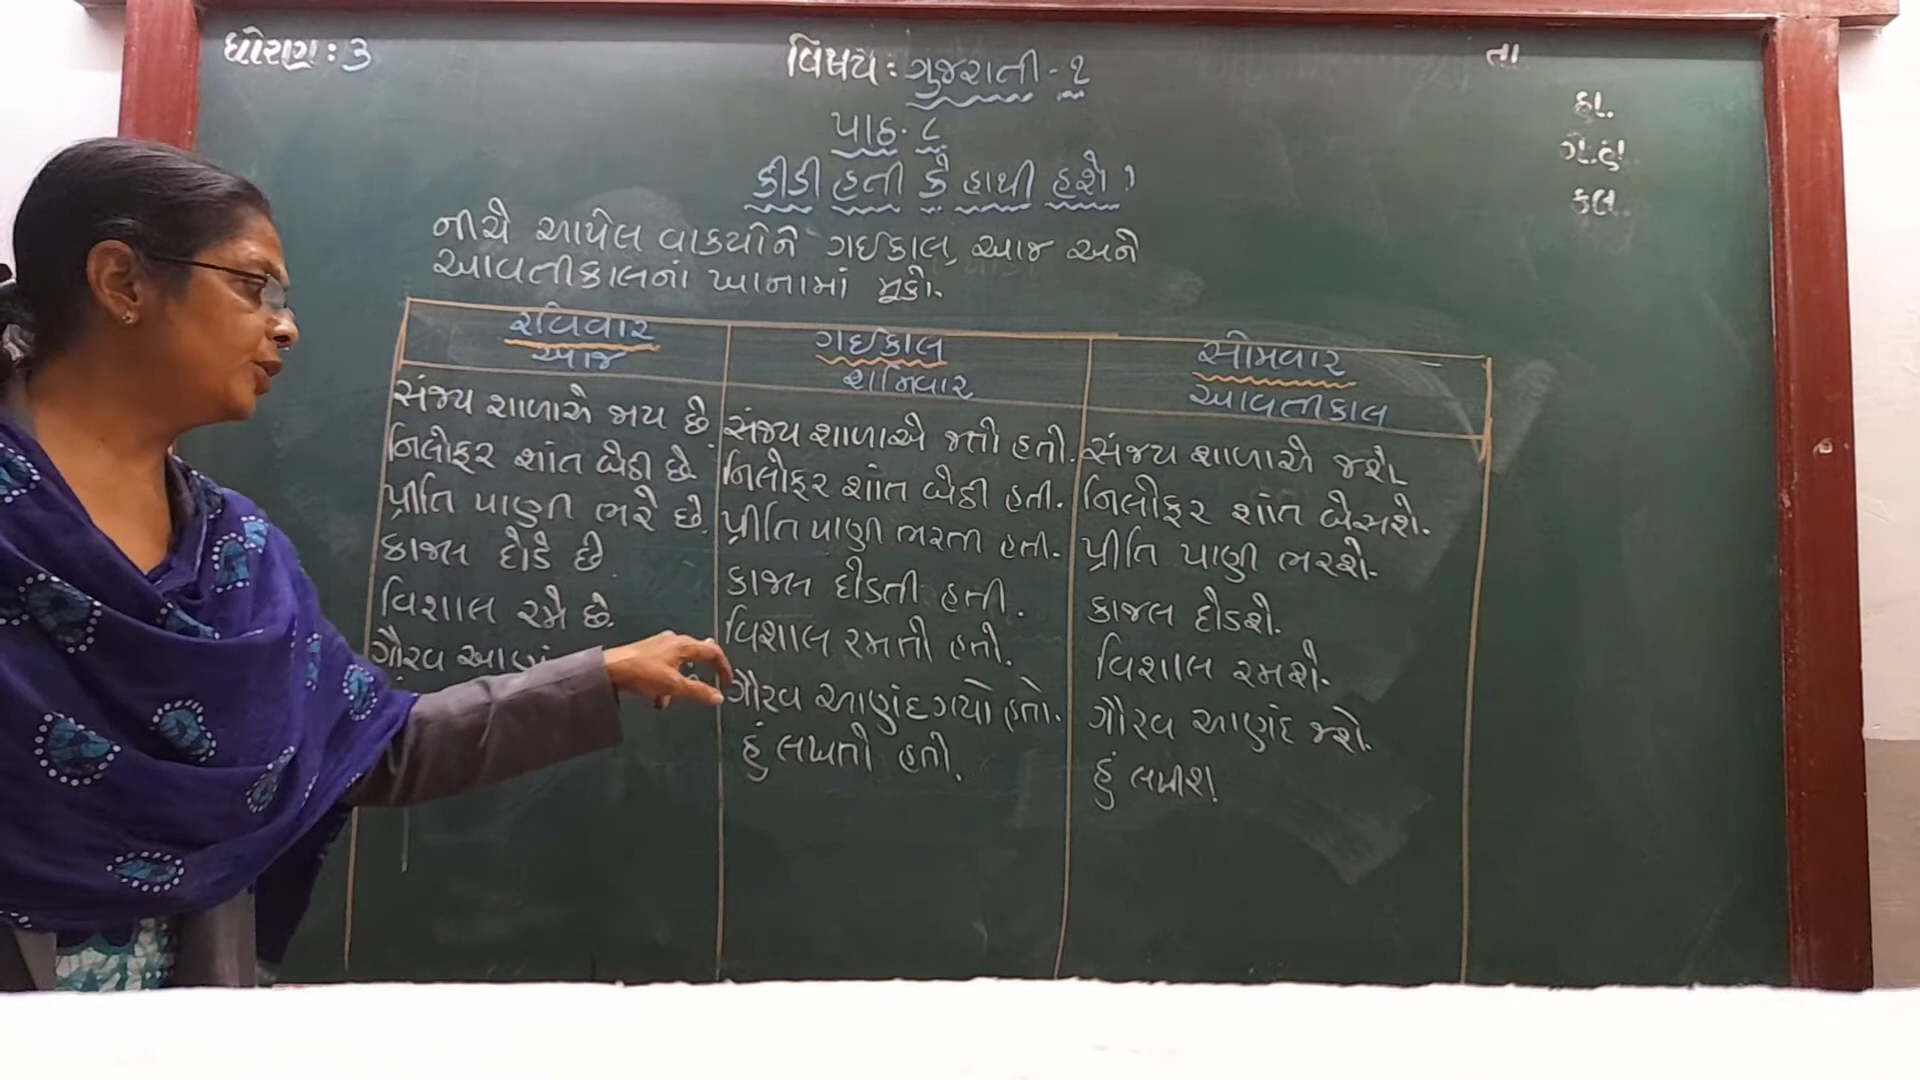 ધોરણ : ૩
વિષય : ગુજરાતી - ૧
તા
હા.
ગે.હા.
કુલ
પાઠ. ૮
કીડી હતી કે હાથી હશે !
નીચે આપેલ વાક્યોને ગઈકાલ, આજ અને
આવતીકાલનાં ખાનામાં મૂકો.
રવિવાર
આજ
સંજય શાળાએ જાય છે.
નિલોફર શાંત બેઠી છે.
પ્રીતિ પાણી ભરે છે.
કાજલ દોડે છે.
વિશાલ રમે છે.
ગૌરવ આણં
ગઈકાલ
શનિવાર
સંજય શાળાએ જતો હતો.
નિલોફર શાંત બેઠી હતી.
પ્રીતિ પાણી ભરતી હતી.
કાજલ દોડતી હતી.
વિશાલ રમતો હતો.
ગૌરવ આણંદ ગયો હતો.
હું લખતો હતો.
સોમવાર
આવતીકાલ
સંજય શાળાએ જશે.
નિલોફર શાંત બેસશે.
પ્રીતિ પાણી ભરશે.
કાજલ દોડશે.
વિશાલ રમશે.
ગૌરવ આણંદ જશે.
હું લખીશ.